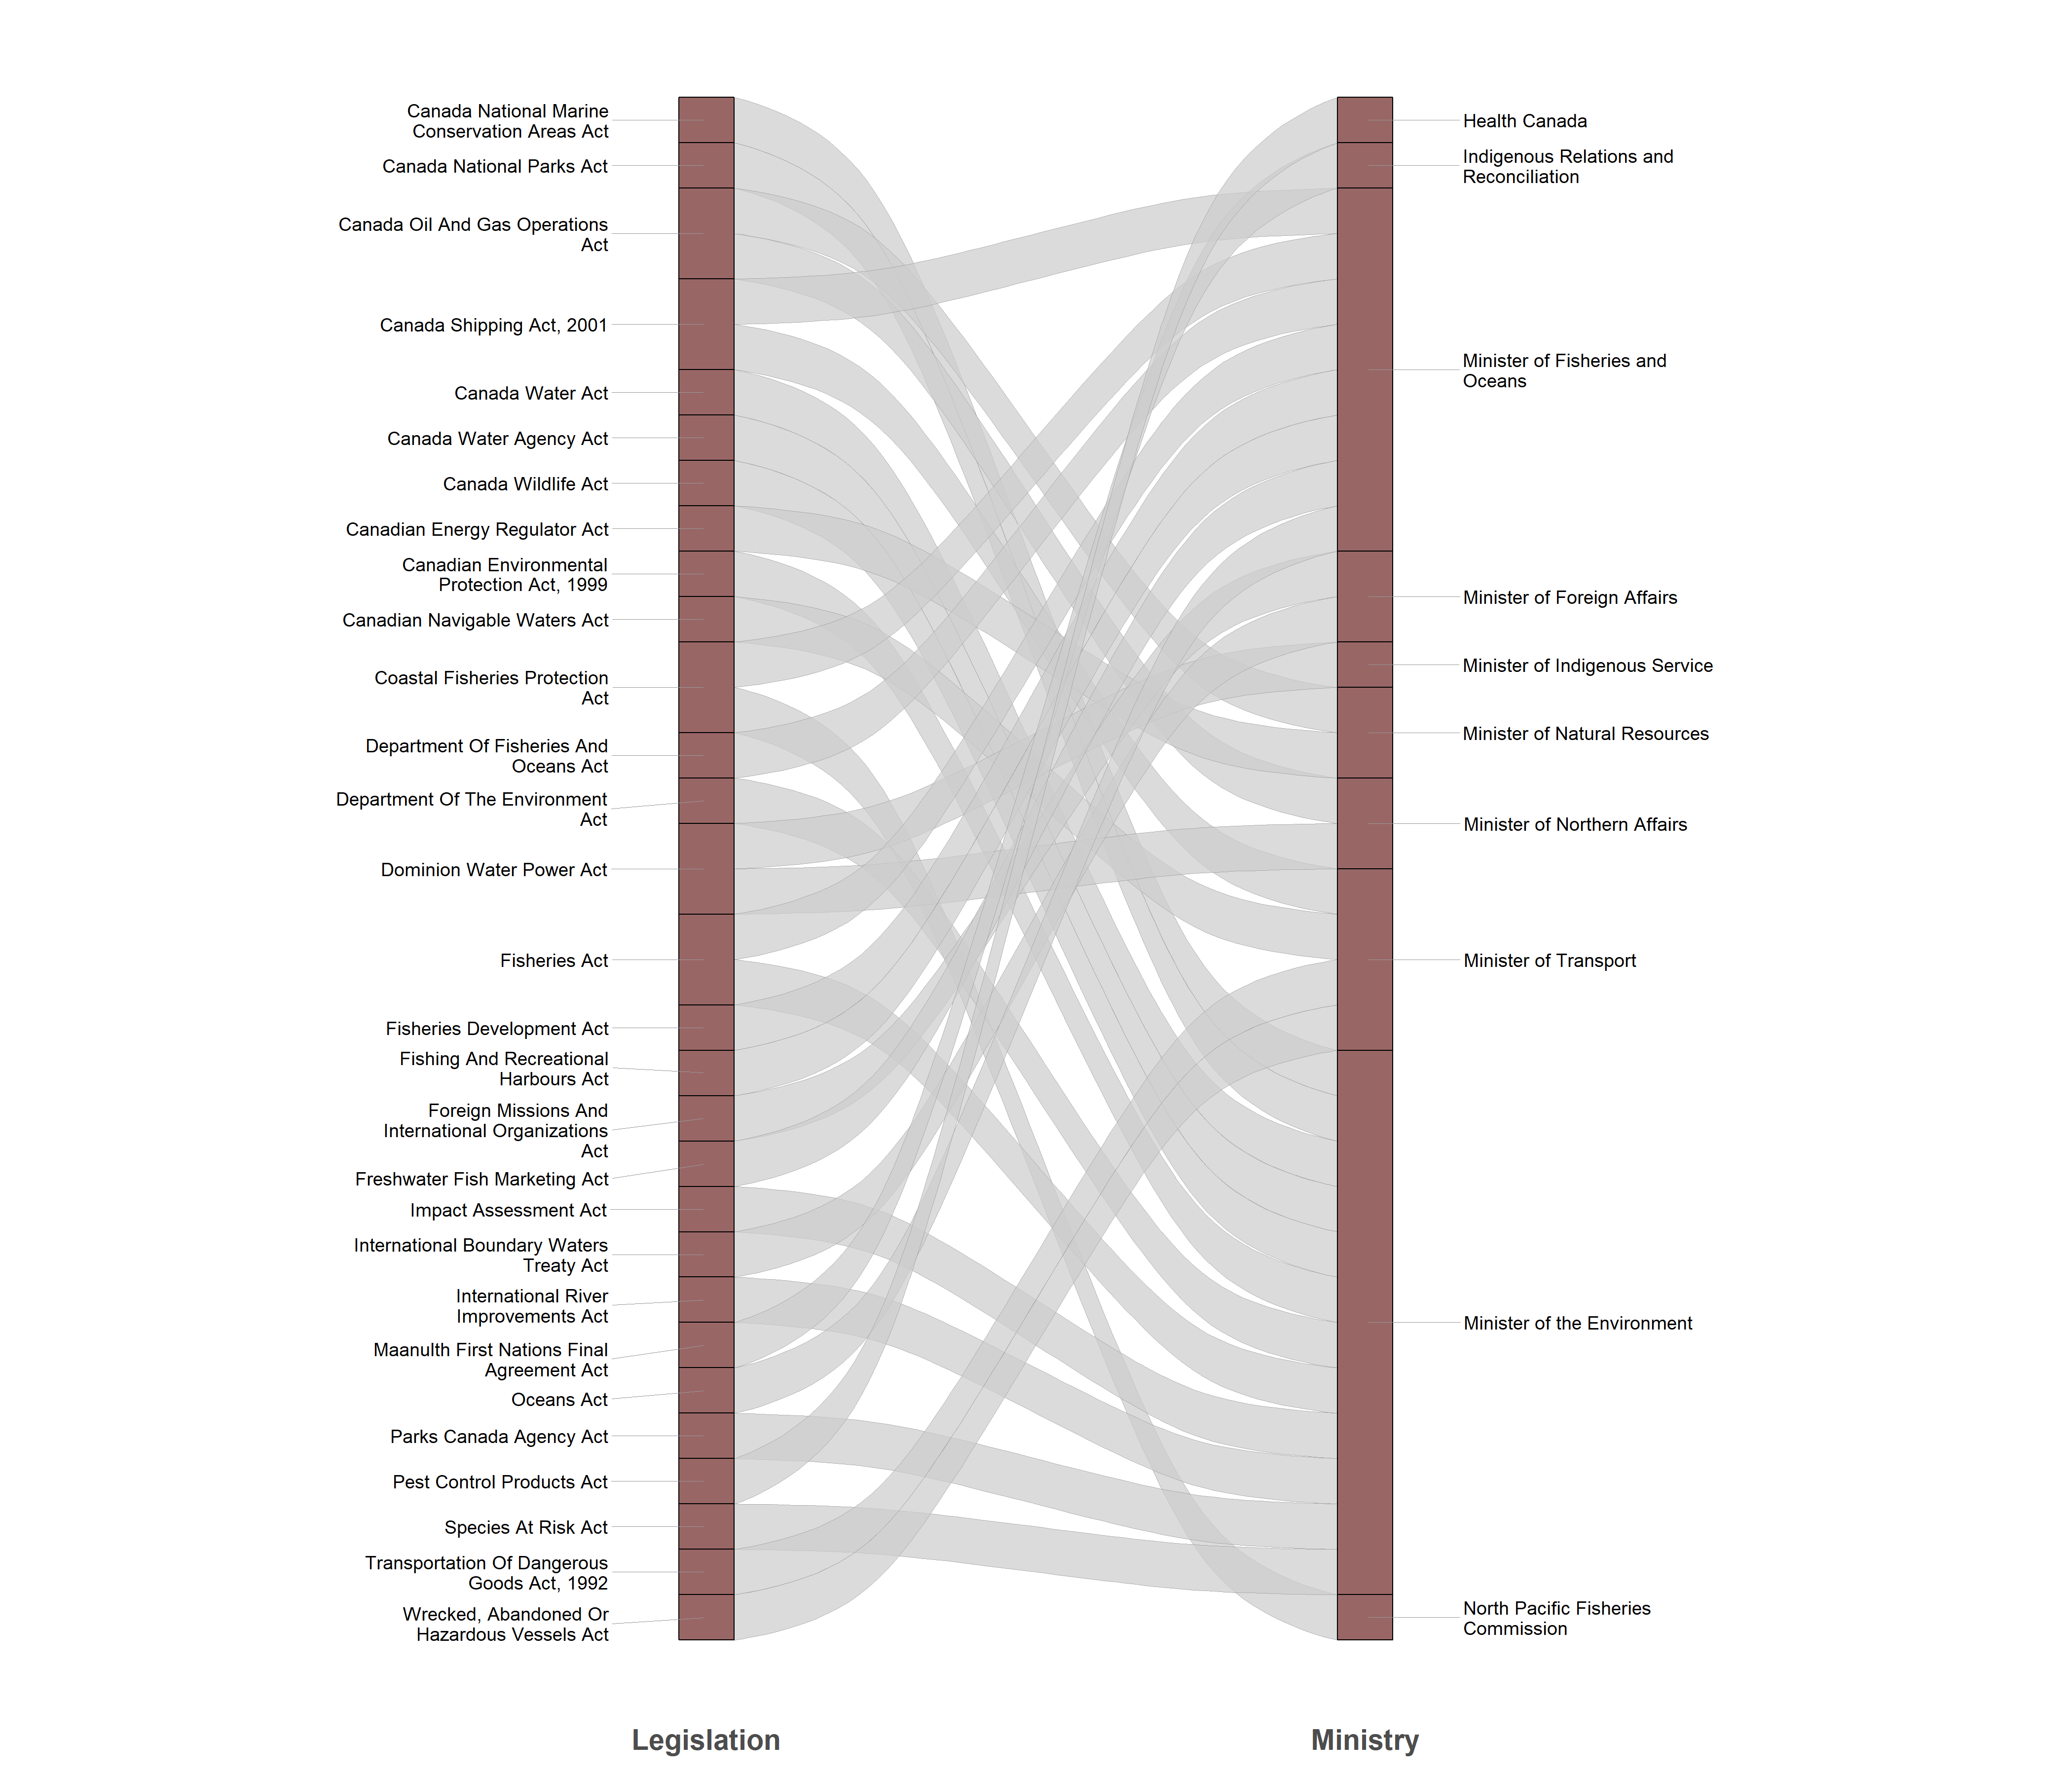 Canada National Marine
Conservation Areas Act
Canada National Parks Act
Canada Oil And Gas Operations
Act
Canada Shipping Act, 2001
Canada Water Act
Canada Water Agency Act
Canada Wildlife Act
Canadian Energy Regulator Act
Canadian Environmental
Protection Act, 1999
Canadian Navigable Waters Act
Coastal Fisheries Protection
Act
Department Of Fisheries And
Oceans Act
Department Of The Environment
Act
Dominion Water Power Act
Fisheries Act
Fisheries Development Act
Fishing And Recreational
Harbours Act
Foreign Missions And
International Organizations
Act
Freshwater Fish Marketing Act
Impact Assessment Act
International Boundary Waters
Treaty Act
International River
Improvements Act
Maanulth First Nations Final
Agreement Act
Oceans Act
Parks Canada Agency Act
Pest Control Products Act
Species At Risk Act
Transportation Of Dangerous
Goods Act, 1992
Wrecked, Abandoned Or
Hazardous Vessels Act
Health Canada
Indigenous Relations and
Reconciliation
Minister of Fisheries and
Oceans
Minister of Foreign Affairs
Minister of Indigenous Service
Minister of Natural Resources
Minister of Northern Affairs
Minister of Transport
Minister of the Environment
North Pacific Fisheries
Commission
Legislation
Ministry